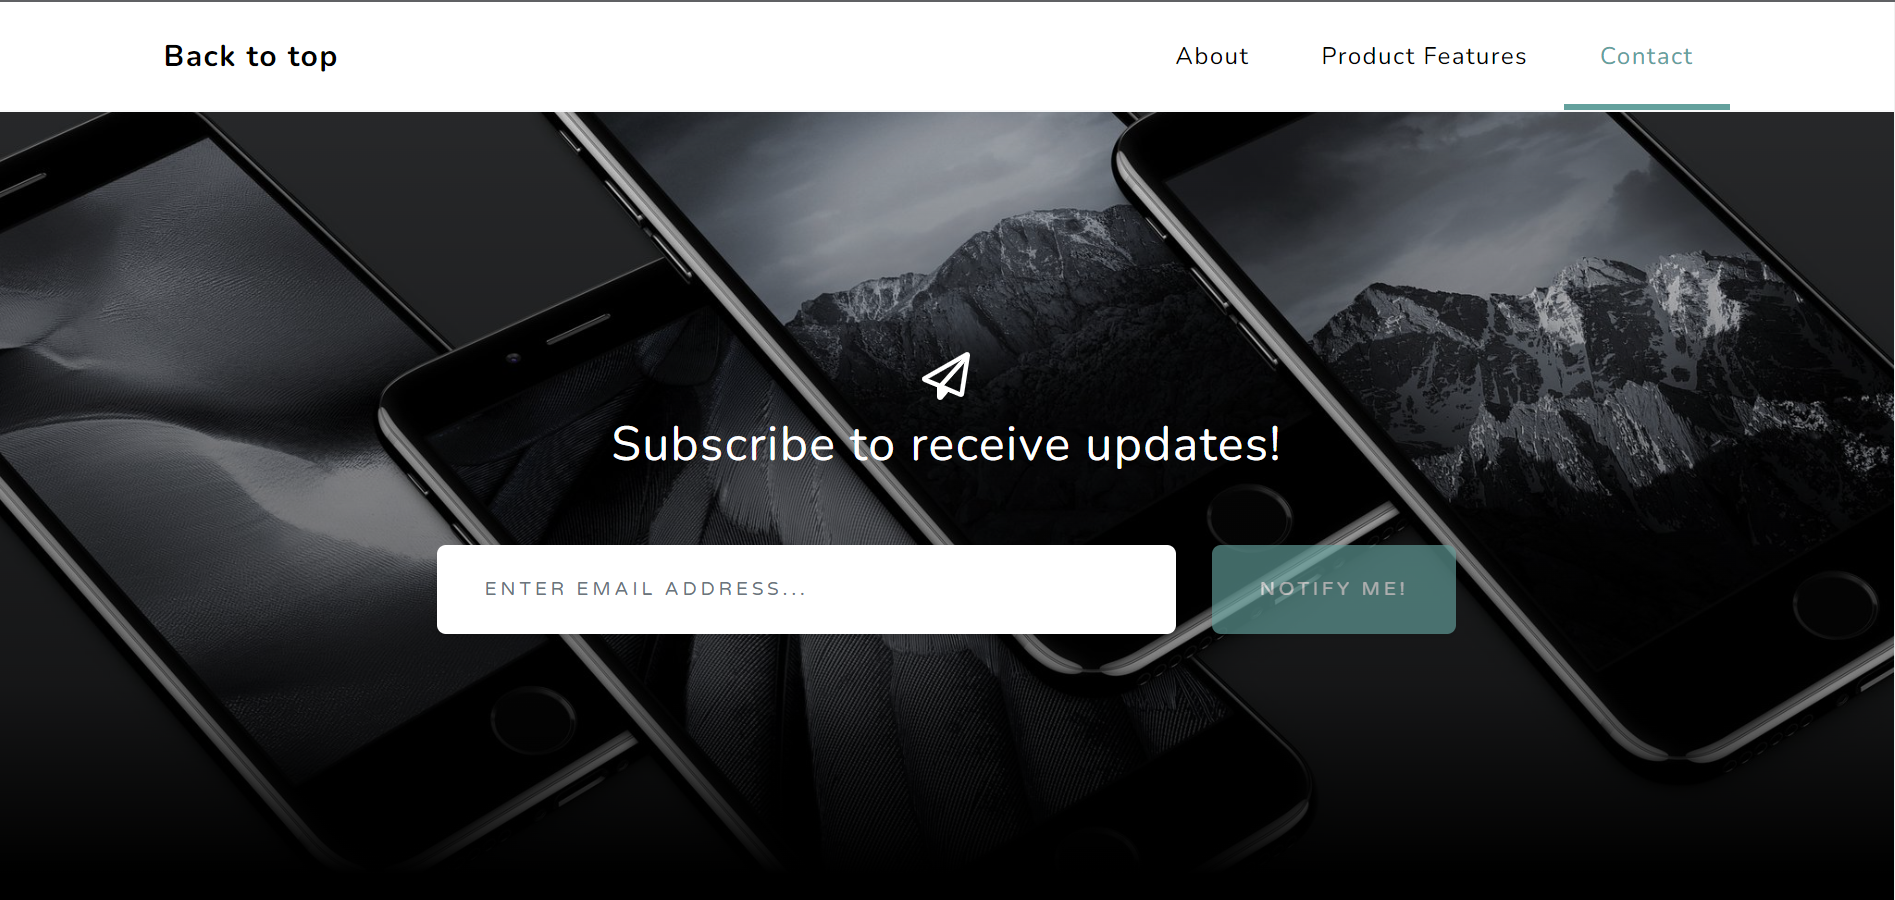 Back to top
About
Product Features
Contact
Subscribe to receive updates!
ENTER EMAIL ADDRESS...
NOTIFY ME!